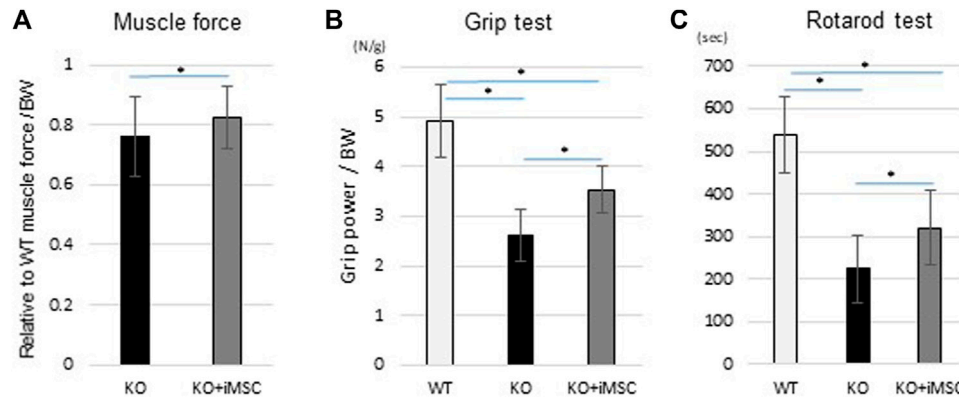 A
Muscle force
Relative to WT muscle force /BW
1
0.8
0.6
0.4
0.2
0
*
KO
KO+iMSC
B
Grip test
(N/g)
Grip power / BW
6
5
4
3
2
1
0
*
*
*
WT
KO
KO+iMSC
C
Rotarod test
(sec)
700
600
500
400
300
200
100
0
*
*
*
WT
KO
KO+iMSC